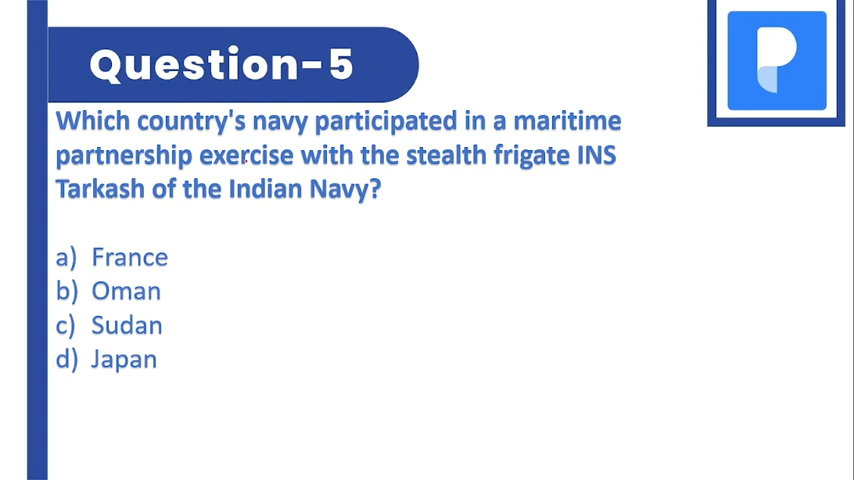 Question-5
Which country's navy participated in a maritime
partnership exercise with the stealth frigate INS
Tarkash of the Indian Navy?
a) France
b) Oman
c) Sudan
d) Japan